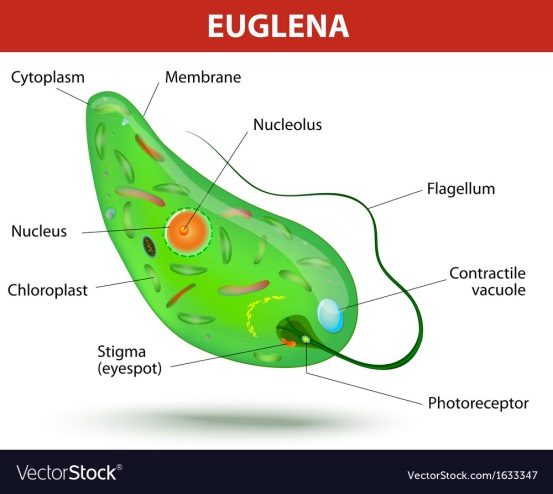 EUGLENA
Cytoplasm
Membrane
Nucleolus
Flagellum
Nucleus
Contractile
vacuole
Chloroplast
Stigma
(eyespot)
Photoreceptor
VectorStock®
VectorStock.com/1633347